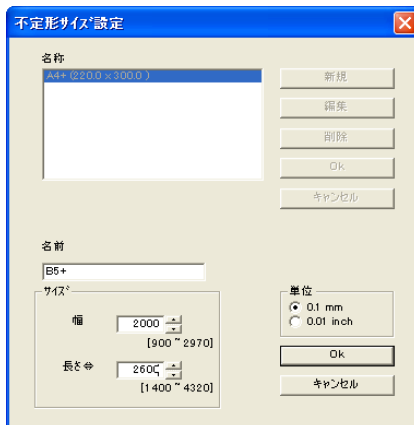 不定形サイズ設定
名称
A4+ (220.0 × 300.0 )
新規
編集
削除
Ok
キャンセル
名前
B5+
サイズ
幅
2000
[900 ~ 2970]
長さ⇔
2600
[1400 ~ 4320]
単位
0.1 mm
0.01 inch
Ok
キャンセル